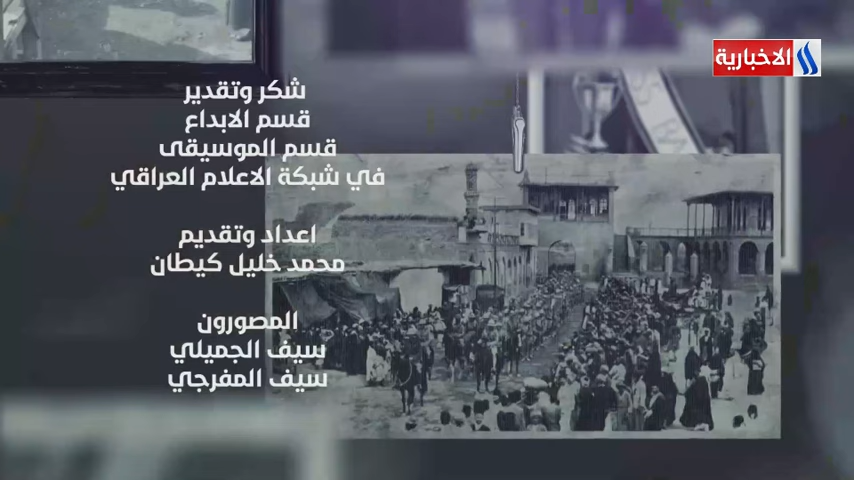 الاخبارية
شكر وتقدير
قسم الابداع
قسم الموسيقى
في شبكة الاعلام العراقي
اعداد وتقديم
محمد خليل كيطان
المصورون
سيف الجميلي
سيف المفرجي